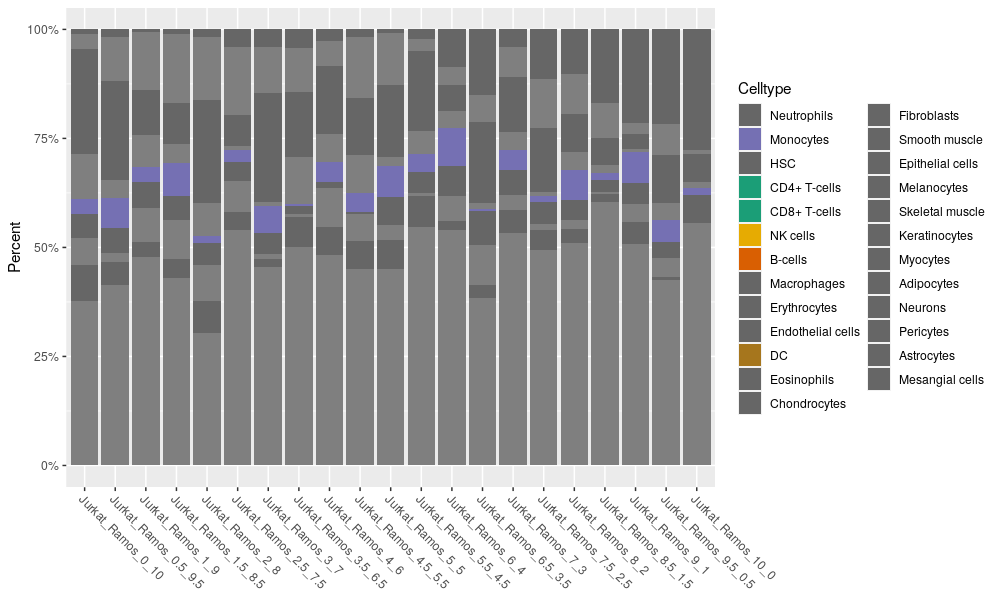 Percent
100%
75%
50%
25%
0%
Jurkat_Ramos_0_10
Jurkat_Ramos_0.5_9.5
Jurkat_Ramos_1_9
Jurkat_Ramos_1.5_8.5
Jurkat_Ramos_2_8
Jurkat_Ramos_2.5_7.5
Jurkat_Ramos_3_7
Jurkat_Ramos_3.5_6.5
Jurkat_Ramos_4_6
Jurkat_Ramos_4.5_5.5
Jurkat_Ramos_5_5
Jurkat_Ramos_5.5_4.5
Jurkat_Ramos_6_4
Jurkat_Ramos_6.5_3.5
Jurkat_Ramos_7_3
Jurkat_Ramos_7.5_2.5
Jurkat_Ramos_8_2
Jurkat_Ramos_8.5_1.5
Jurkat_Ramos_9_1
Jurkat_Ramos_9.5_0.5
Jurkat_Ramos_10_0
Celltype
Neutrophils
Monocytes
HSC
CD4+ T-cells
CD8+ T-cells
NK cells
B-cells
Macrophages
Erythrocytes
Endothelial cells
DC
Eosinophils
Chondrocytes
Fibroblasts
Smooth muscle
Epithelial cells
Melanocytes
Skeletal muscle
Keratinocytes
Myocytes
Adipocytes
Neurons
Pericytes
Astrocytes
Mesangial cells